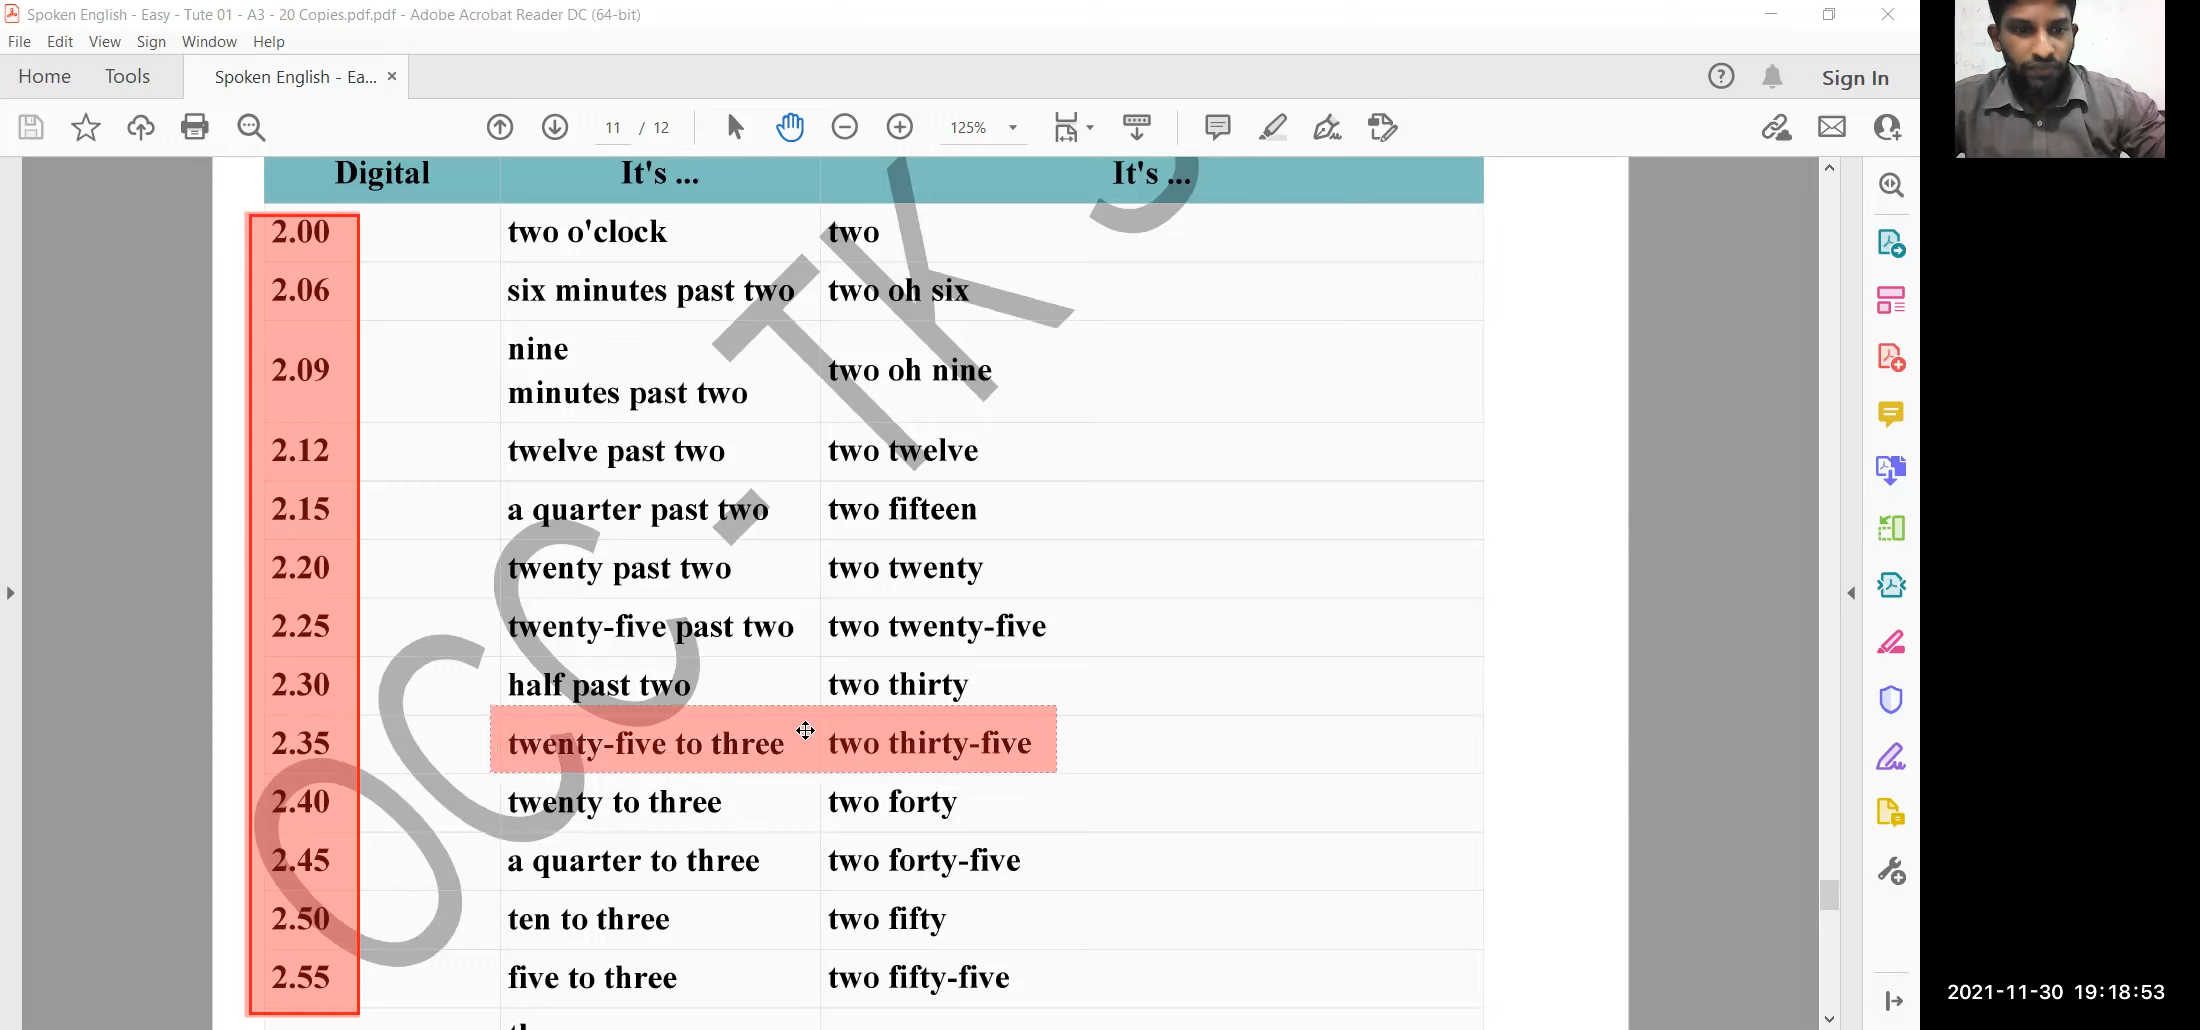 Spoken English - Easy - Tute 01 - A3 - 20 Copies.pdf.pdf - Adobe Acrobat Reader DC (64-bit)
File Edit View Sign Window Help
Home Tools Spoken English - Ea... × Sign In
11 / 12 125%
Digital It's ... It's ...
2.00 two o'clock two
2.06 six minutes past two two oh six
nine
2.09 minutes past two two oh nine
2.12 twelve past two two twelve
2.15 a quarter past two two fifteen
2.20 twenty past two two twenty
2.25 twenty-five past two two twenty-five
2.30 half past two two thirty
2.35 twenty-five to three two thirty-five
2.40 twenty to three two forty
2.45 a quarter to three two forty-five
2.50 ten to three two fifty
2.55 five to three two fifty-five
OCC - TK
2021-11-30 19:18:53